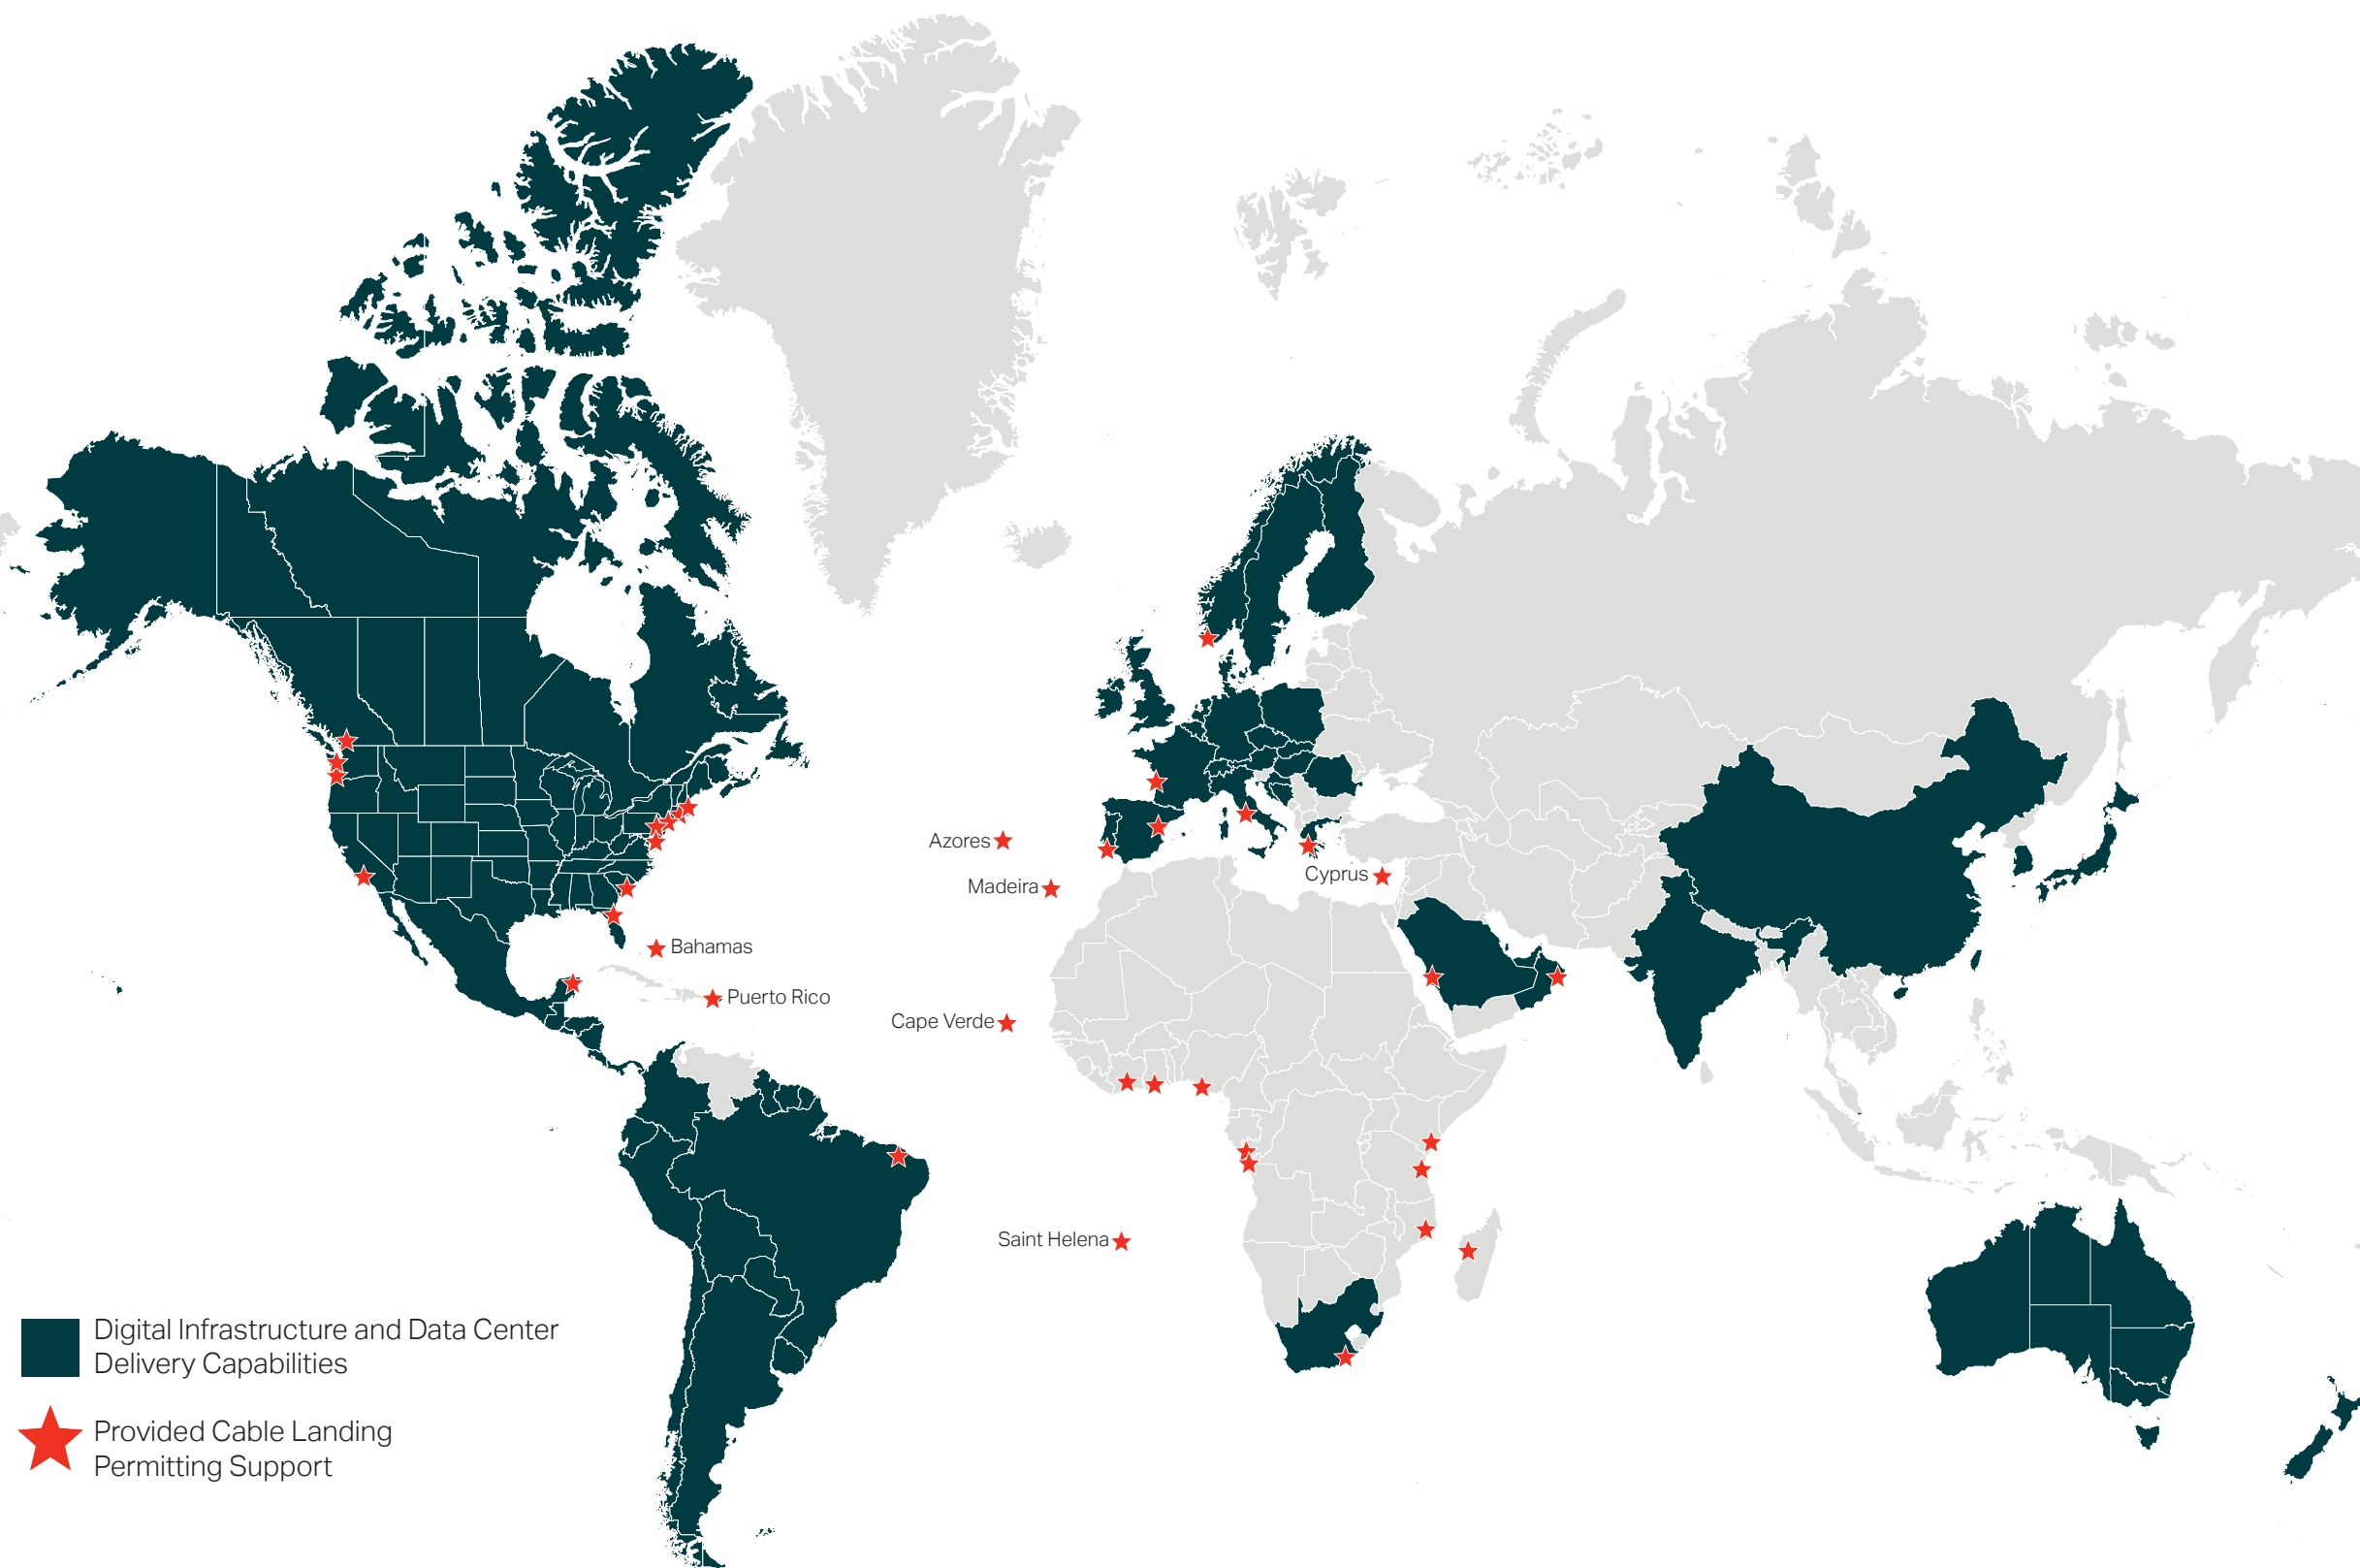 Azores
Madeira
Cyprus
Bahamas
Puerto Rico
Cape Verde
Saint Helena
Digital Infrastructure and Data Center
Delivery Capabilities
Provided Cable Landing
Permitting Support